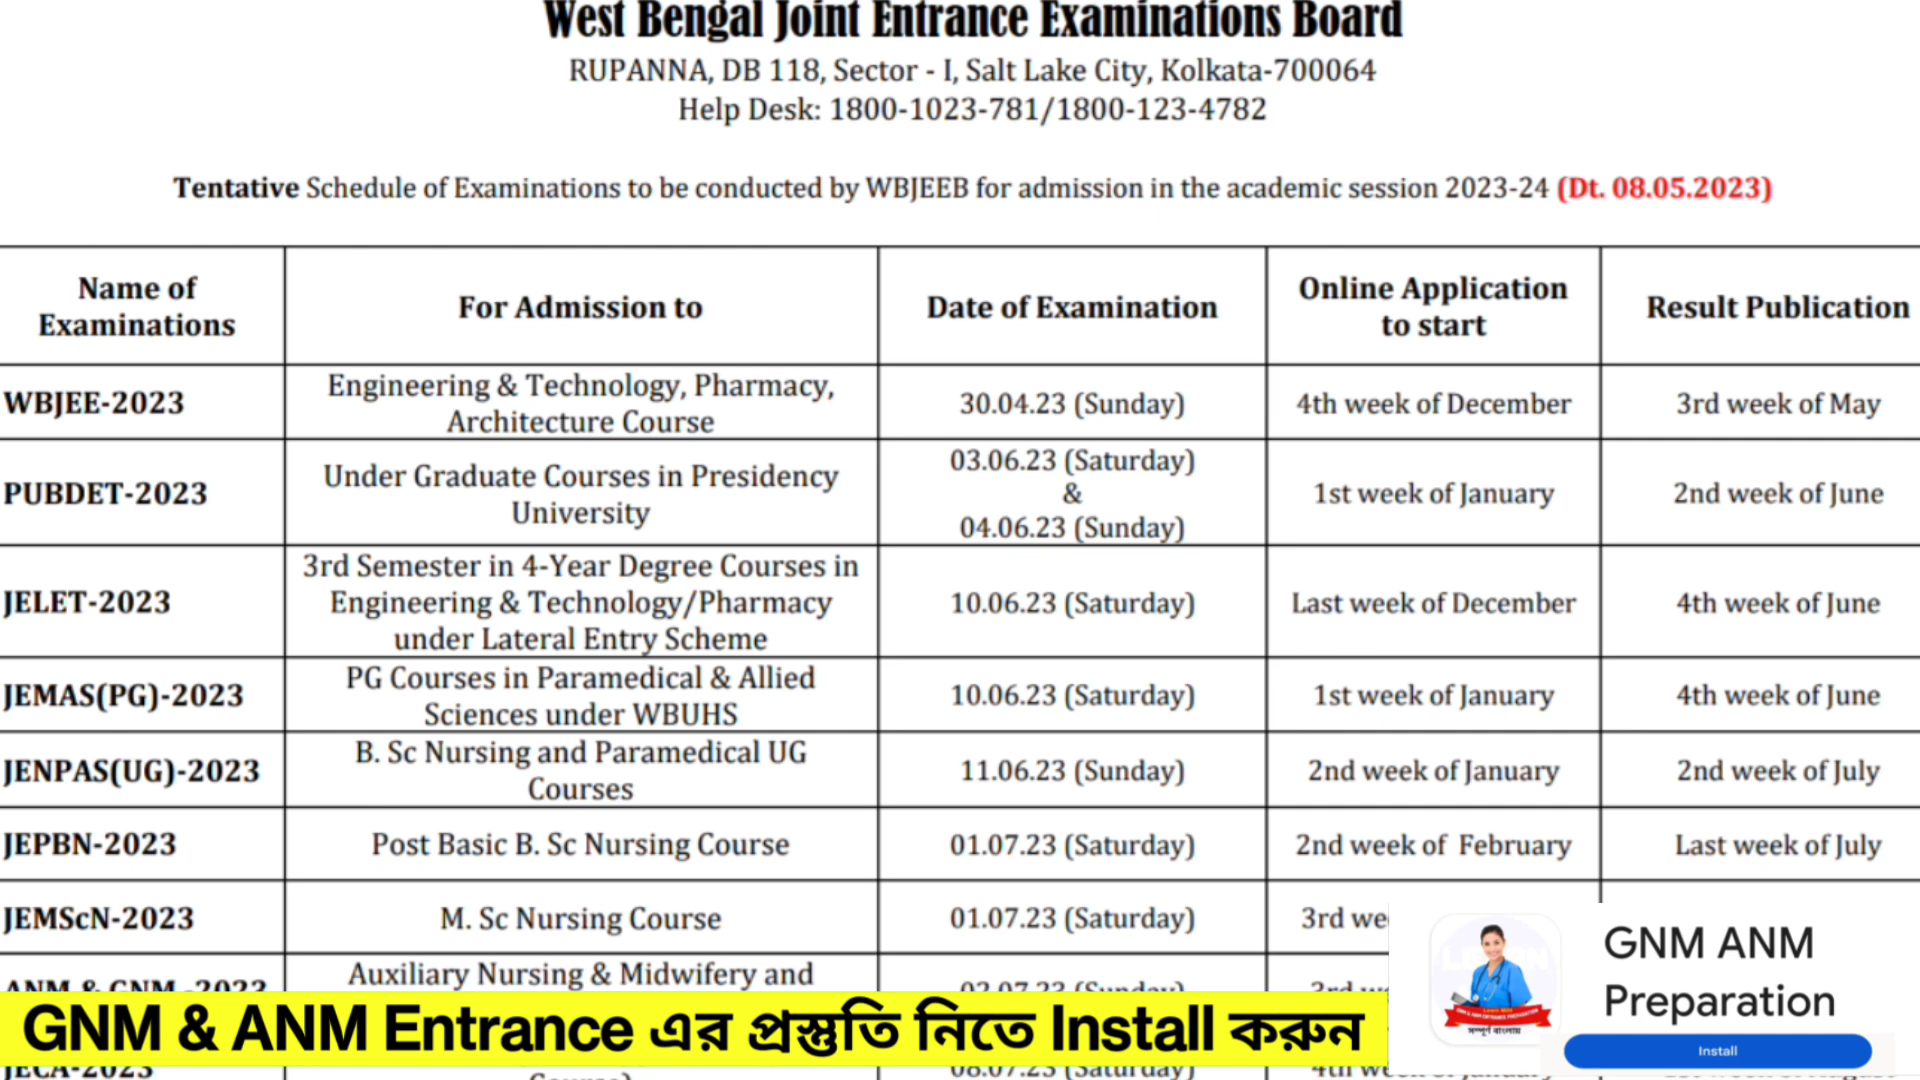 West Bengal Joint Entrance Examinations Board
RUPANNA, DB 118, Sector - I, Salt Lake City, Kolkata-700064
Help Desk: 1800-1023-781/1800-123-4782
Tentative Schedule of Examinations to be conducted by WBJEEB for admission in the academic session 2023-24 (Dt. 08.05.2023)
Name of Examinations | For Admission to | Date of Examination | Online Application to start | Result Publication
WBJEE-2023 | Engineering & Technology, Pharmacy, Architecture Course | 30.04.23 (Sunday) | 4th week of December | 3rd week of May
PUBDET-2023 | Under Graduate Courses in Presidency University | 03.06.23 (Saturday) & 04.06.23 (Sunday) | 1st week of January | 2nd week of June
JELET-2023 | 3rd Semester in 4-Year Degree Courses in Engineering & Technology/Pharmacy under Lateral Entry Scheme | 10.06.23 (Saturday) | Last week of December | 4th week of June
JEMAS(PG)-2023 | PG Courses in Paramedical & Allied Sciences under WBUHS | 10.06.23 (Saturday) | 1st week of January | 4th week of June
JENPAS(UG)-2023 | B. Sc Nursing and Paramedical UG Courses | 11.06.23 (Sunday) | 2nd week of January | 2nd week of July
JEPBN-2023 | Post Basic B. Sc Nursing Course | 01.07.23 (Saturday) | 2nd week of February | Last week of July
JEMScN-2023 | M. Sc Nursing Course | 01.07.23 (Saturday) | 3rd
ANM & GNM -2023 | Auxiliary Nursing & Midwifery and
GNM & ANM Entrance এর প্রস্তুতি নিতে Install করুন
JECA-2023 | 08.07.23 (Saturday)
GNM ANM
Preparation
সম্পূর্ণ বাংলায়
Install